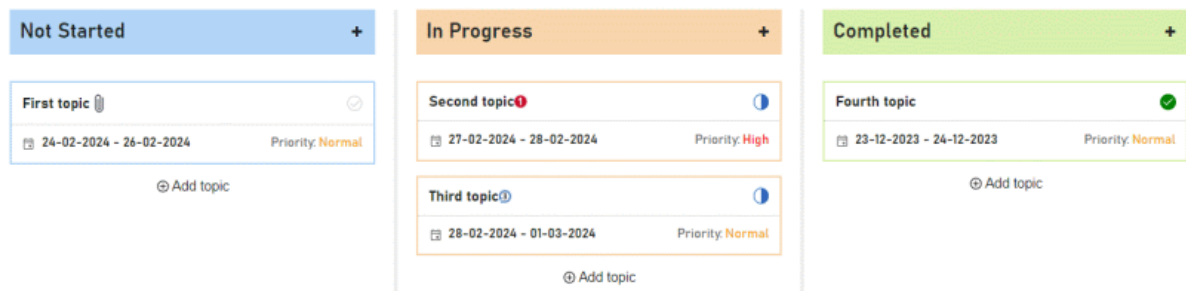 Not Started +
First topic
24-02-2024 - 26-02-2024 Priority: Normal
Add topic
In Progress +
Second topic 1
27-02-2024 - 28-02-2024 Priority: High
Third topic
28-02-2024 - 01-03-2024 Priority: Normal
Add topic
Completed +
Fourth topic
23-12-2023 - 24-12-2023 Priority: Normal
Add topic